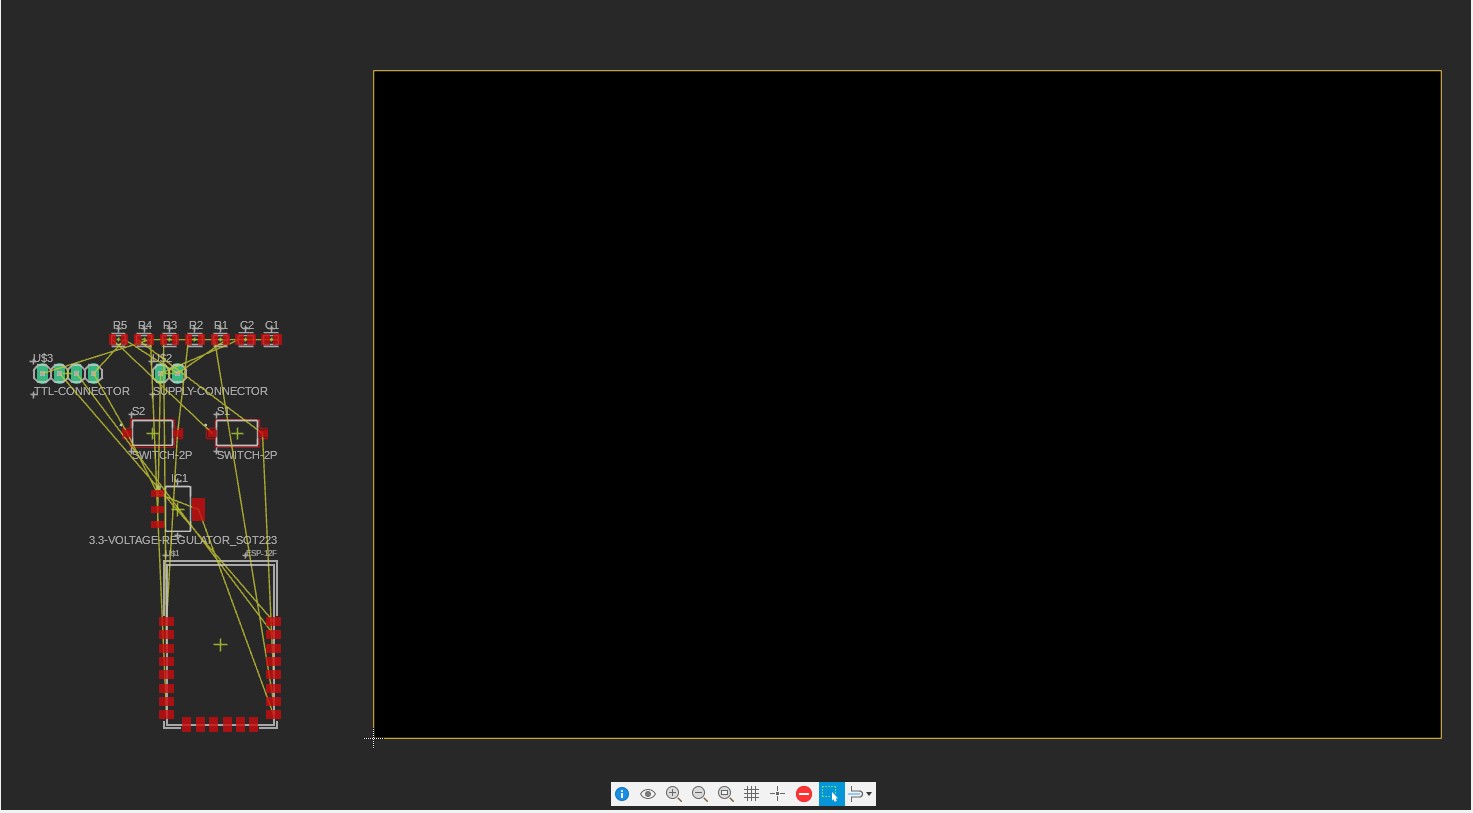 R5 R4 R3 R2 R1 C2 C1
U$3 U$2
TTL-CONNECTOR SUPPLY-CONNECTOR
S2 S1
SWITCH-2P SWITCH-2P
IC1
3.3-VOLTAGE-REGULATOR_SOT223
U$1 ESP-12F